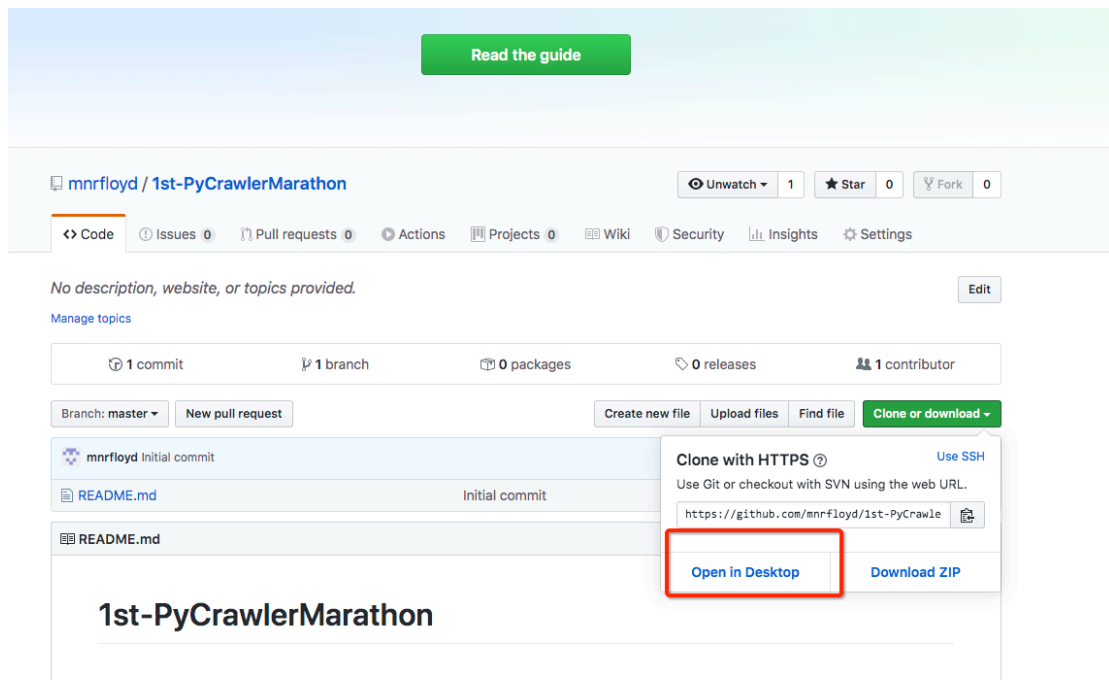 Read the guide
mnrfloyd / 1st-PyCrawlerMarathon
Unwatch 1 Star 0 Fork 0
<> Code Issues 0 Pull requests 0 Actions Projects 0 Wiki Security Insights Settings
No description, website, or topics provided. Edit
Manage topics
1 commit 1 branch 0 packages 0 releases 1 contributor
Branch: master New pull request Create new file Upload files Find file Clone or download
mnrfloyd Initial commit
README.md Initial commit
README.md
1st-PyCrawlerMarathon
Clone with HTTPS ? Use SSH
Use Git or checkout with SVN using the web URL.
https://github.com/mnrfloyd/1st-PyCrawle
Open in Desktop Download ZIP